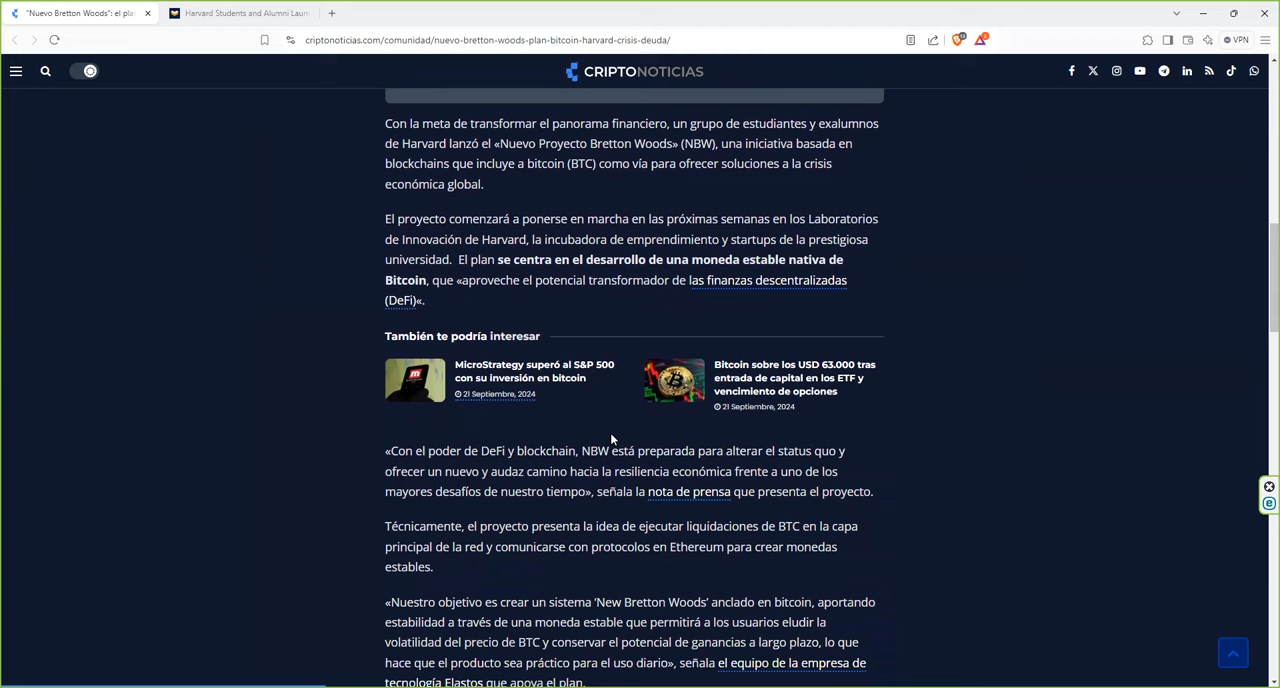 "Nuevo Bretton Woods": el pla
Harvard Students and Alumni Laun
criptonoticias.com/comunidad/nuevo-bretton-woods-plan-bitcoin-harvard-crisis-deuda/
VPN
CRIPTONOTICIAS
Con la meta de transformar el panorama financiero, un grupo de estudiantes y exalumnos
de Harvard lanzó el «Nuevo Proyecto Bretton Woods» (NBW), una iniciativa basada en
blockchains que incluye a bitcoin (BTC) como vía para ofrecer soluciones a la crisis
económica global.
El proyecto comenzará a ponerse en marcha en las próximas semanas en los Laboratorios
de Innovación de Harvard, la incubadora de emprendimiento y startups de la prestigiosa
universidad. El plan se centra en el desarrollo de una moneda estable nativa de
Bitcoin, que «aproveche el potencial transformador de las finanzas descentralizadas
(DeFi)«.
También te podría interesar
MicroStrategy superó al S&P 500
con su inversión en bitcoin
21 Septiembre, 2024
Bitcoin sobre los USD 63.000 tras
entrada de capital en los ETF y
vencimiento de opciones
21 Septiembre, 2024
«Con el poder de DeFi y blockchain, NBW está preparada para alterar el status quo y
ofrecer un nuevo y audaz camino hacia la resiliencia económica frente a uno de los
mayores desafíos de nuestro tiempo», señala la nota de prensa que presenta el proyecto.
Técnicamente, el proyecto presenta la idea de ejecutar liquidaciones de BTC en la capa
principal de la red y comunicarse con protocolos en Ethereum para crear monedas
estables.
«Nuestro objetivo es crear un sistema ‘New Bretton Woods’ anclado en bitcoin, aportando
estabilidad a través de una moneda estable que permitirá a los usuarios eludir la
volatilidad del precio de BTC y conservar el potencial de ganancias a largo plazo, lo que
hace que el producto sea práctico para el uso diario», señala el equipo de la empresa de
tecnología Elastos que apoya el plan.